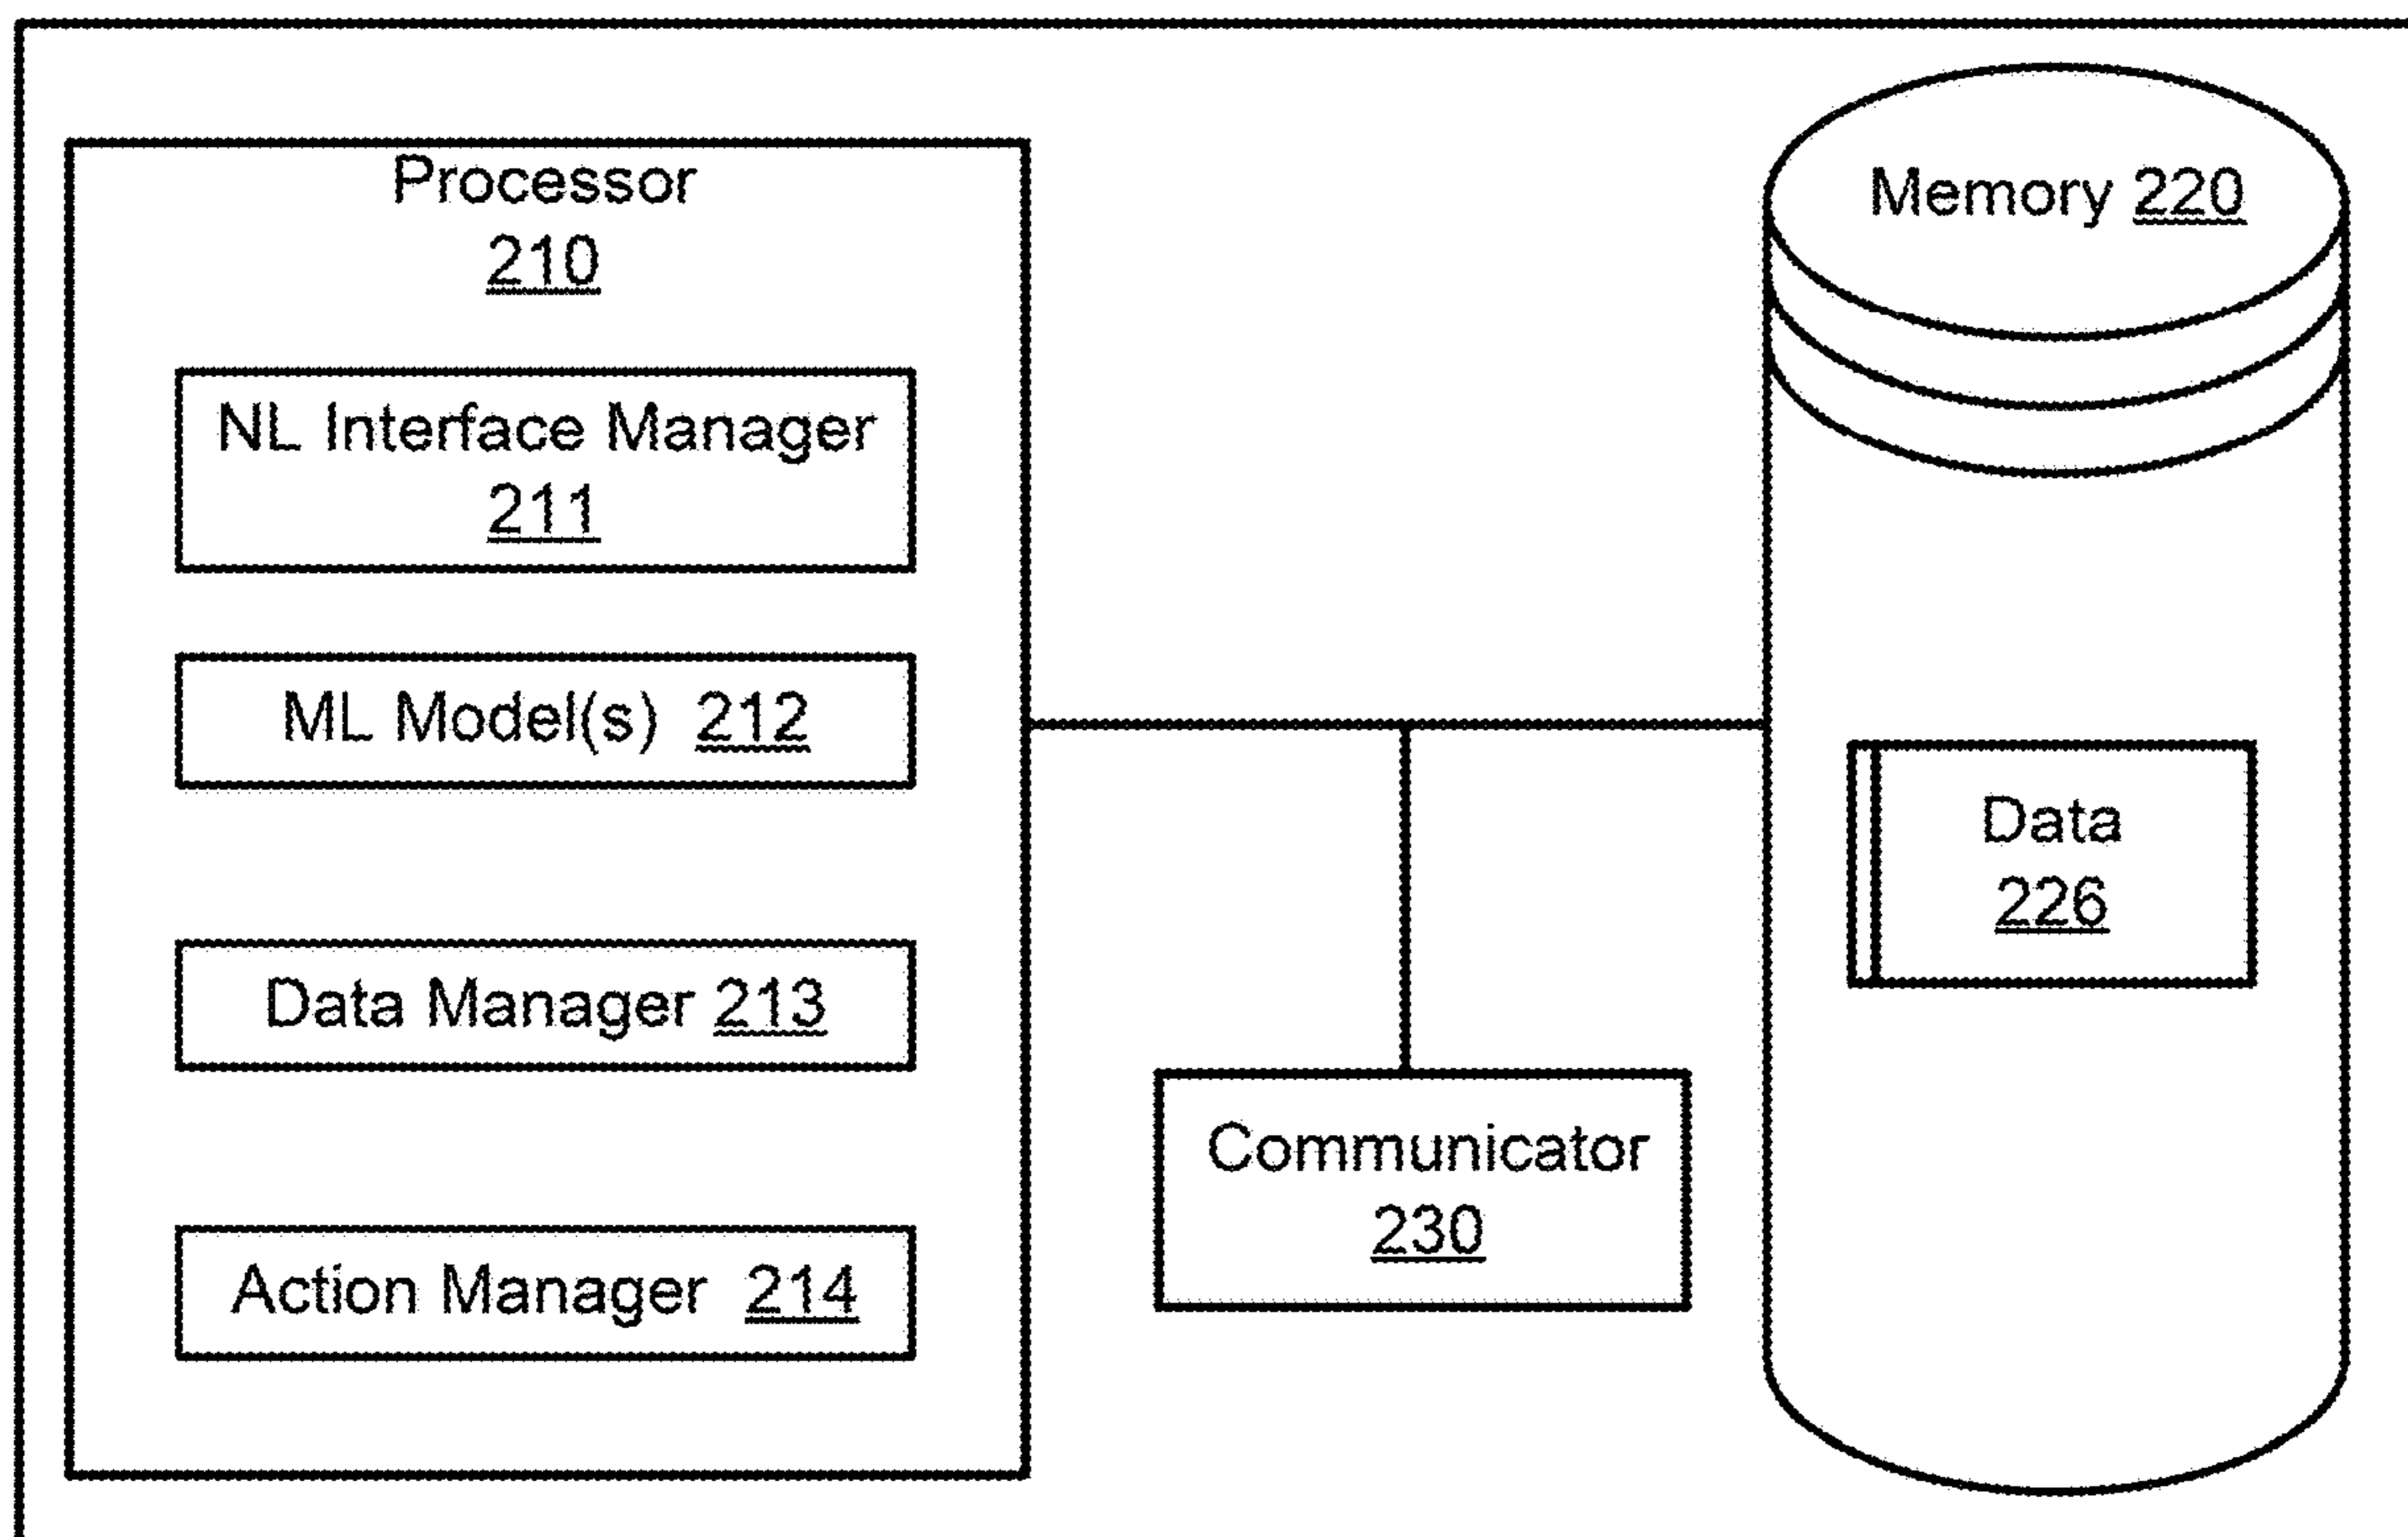 Processor
210
NL Interface Manager
211
ML Model(s) 212
Data Manager 213
Action Manager 214
Communicator
230
Memory 220
Data
226